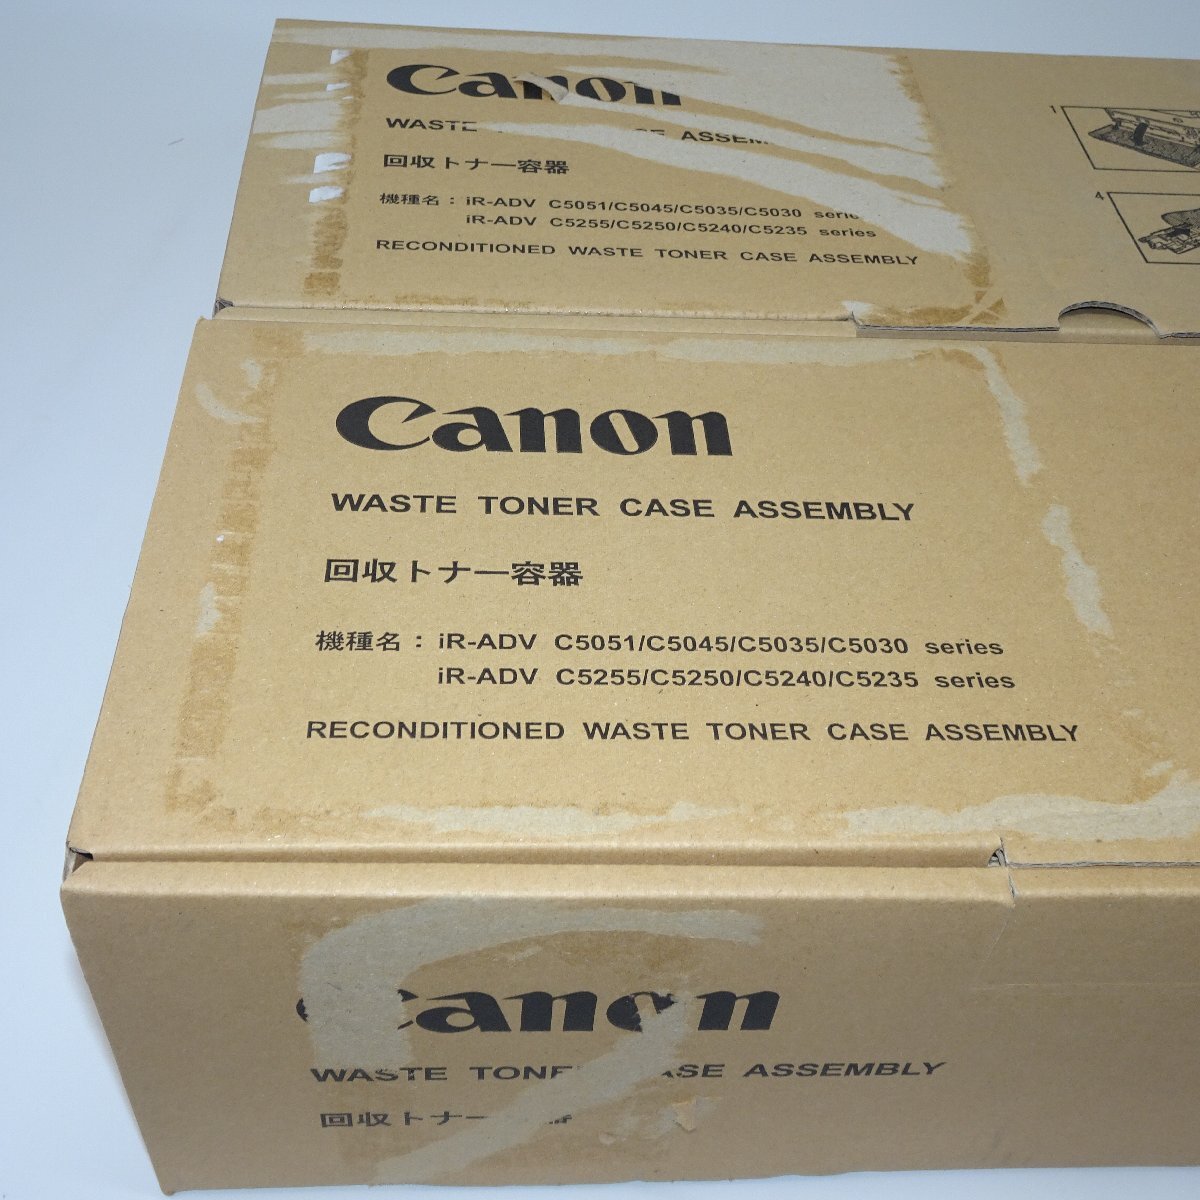 Canon
WASTE CASE
回収トナー容器
機種名: iR-ADV C5051/C5045/C5035/C5030
iR-ADV C5255/C5250/C5240/C5235 series
RECONDITIONED WASTE TONER CASE ASSEMBLY
1
4
Canon
WASTE TONER CASE ASSEMBLY
回収トナー容器
機種名: iR-ADV C5051/C5045/C5035/C5030 series
iR-ADV C5255/C5250/C5240/C5235 series
RECONDITIONED WASTE TONER CASE ASSEMBLY
Canon
WASTE ASSEMBLY
回収トナー